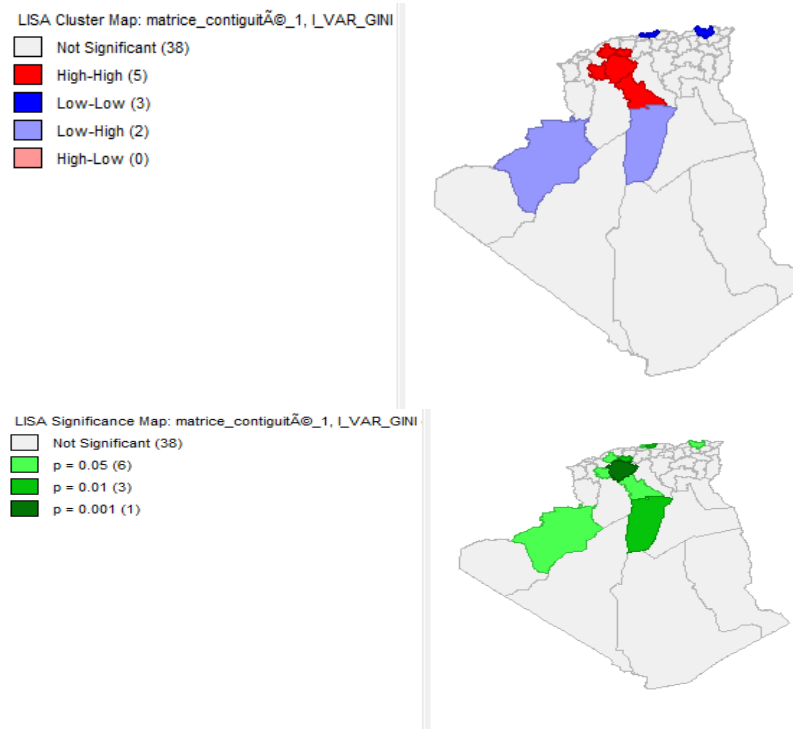 LISA Cluster Map: matrice_contiguitÃ©_1, I_VAR_GINI
Not Significant (38)
High-High (5)
Low-Low (3)
Low-High (2)
High-Low (0)
LISA Significance Map: matrice_contiguitÃ©_1, I_VAR_GINI
Not Significant (38)
p = 0.05 (6)
p = 0.01 (3)
p = 0.001 (1)